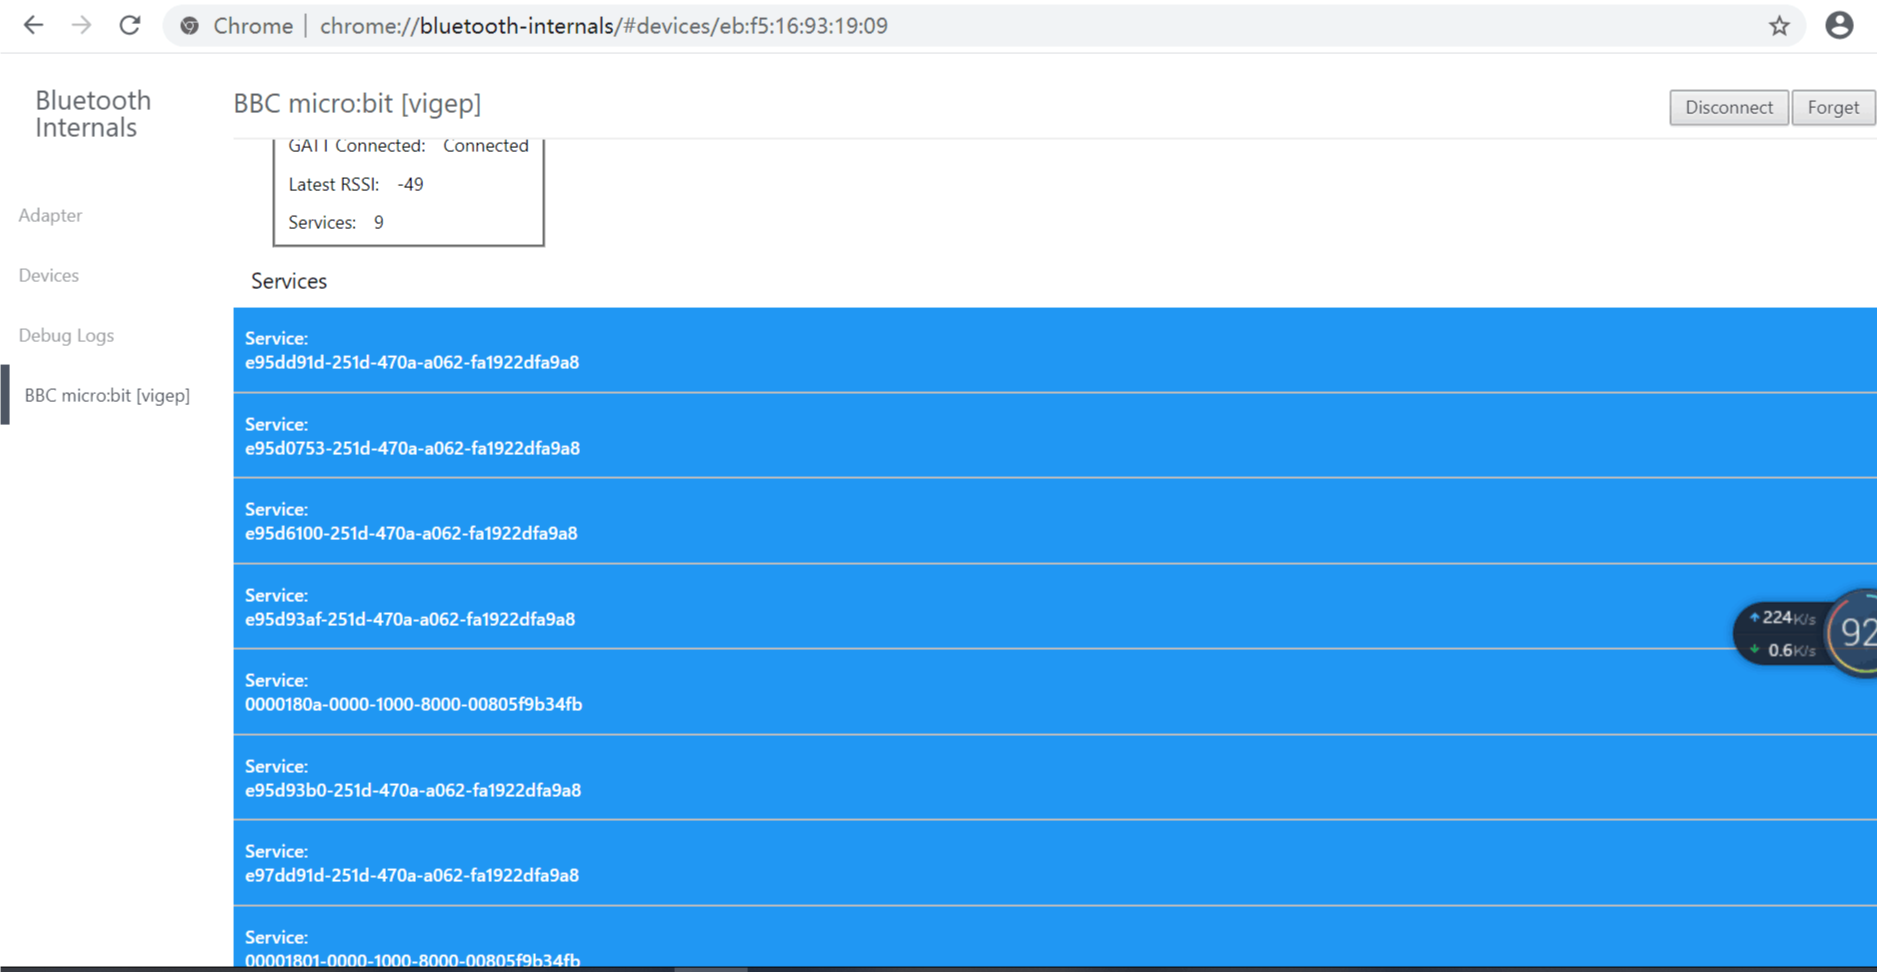 Chrome | chrome://bluetooth-internals/#devices/eb:f5:16:93:19:09
Bluetooth
Internals
BBC micro:bit [vigep]
Disconnect
Forget
Adapter
Devices
Debug Logs
BBC micro:bit [vigep]
GATT Connected: Connected
Latest RSSI: -49
Services: 9
Services
Service:
e95dd91d-251d-470a-a062-fa1922dfa9a8
Service:
e95d0753-251d-470a-a062-fa1922dfa9a8
Service:
e95d6100-251d-470a-a062-fa1922dfa9a8
Service:
e95d93af-251d-470a-a062-fa1922dfa9a8
Service:
0000180a-0000-1000-8000-00805f9b34fb
Service:
e95d93b0-251d-470a-a062-fa1922dfa9a8
Service:
e97dd91d-251d-470a-a062-fa1922dfa9a8
Service:
00001801-0000-1000-8000-00805f9b34fb
224K/s
0.6K/s
92